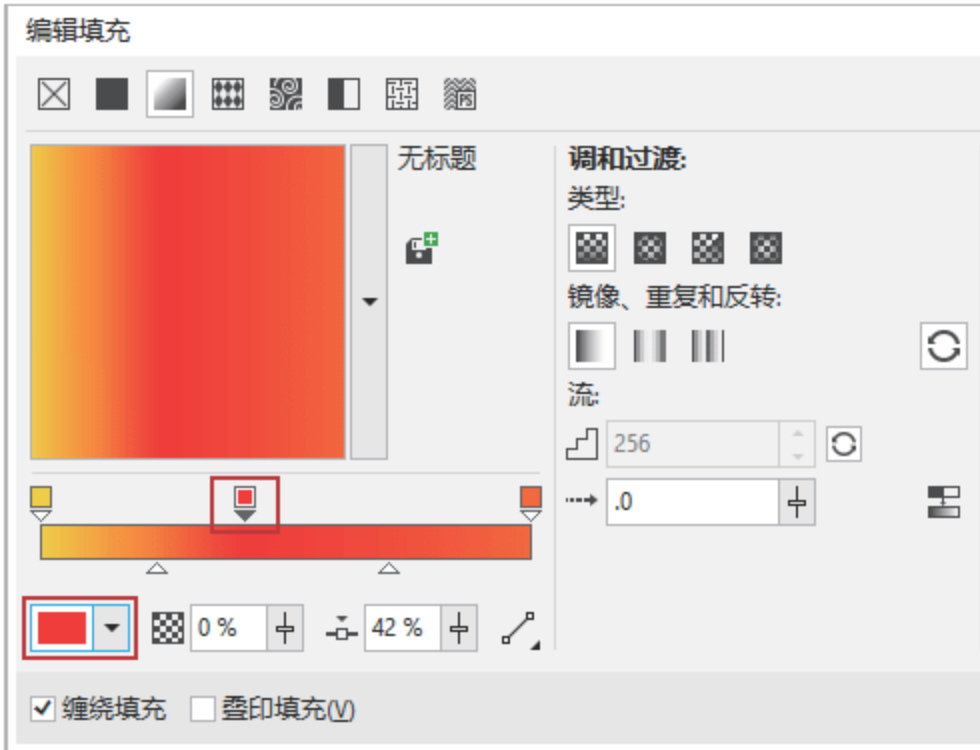 编辑填充
PS
无标题
调和过渡:
类型:
镜像、重复和反转:
流:
256
.0
0 %
42 %
缠绕填充
叠印填充(V)